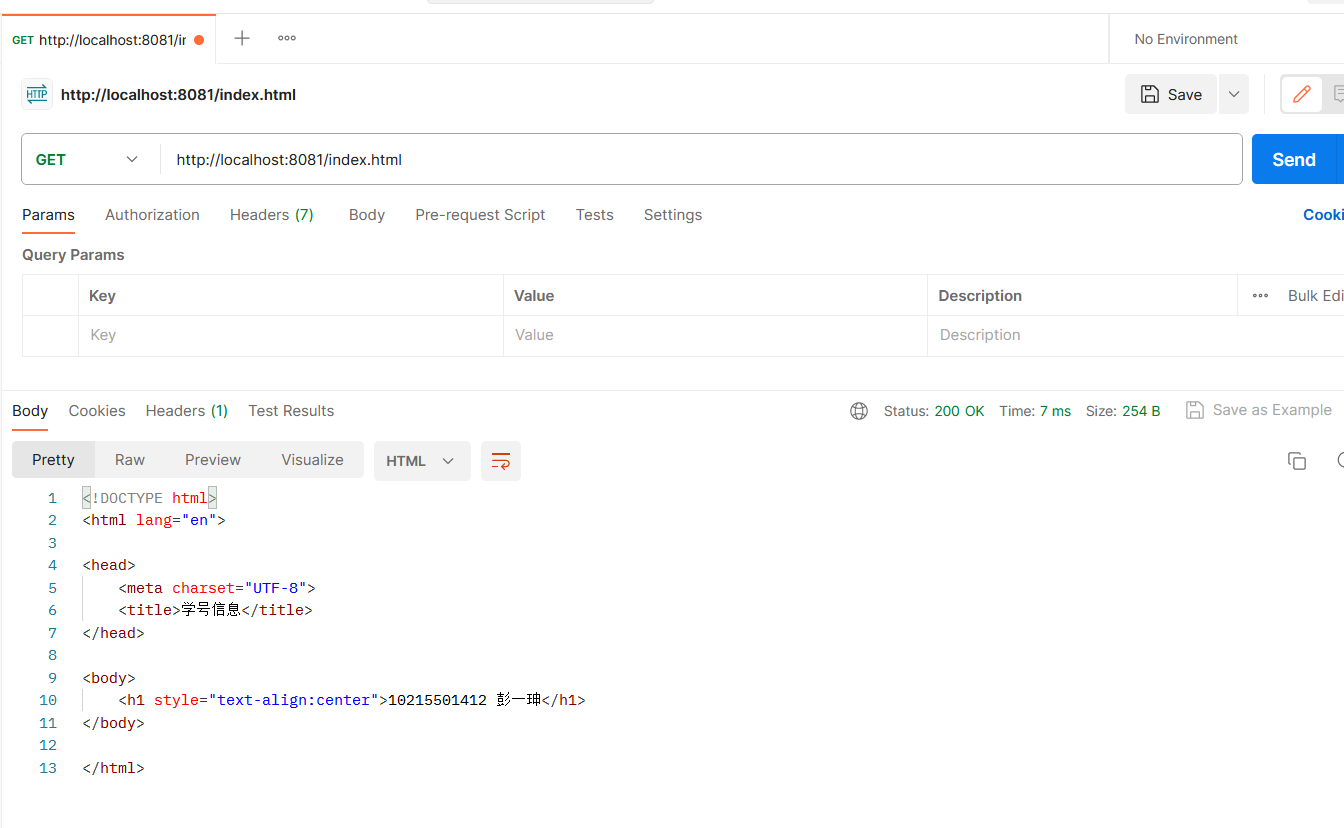 GET http://localhost:8081/ir
No Environment
HTTP http://localhost:8081/index.html
Save
GET http://localhost:8081/index.html
Send
Params Authorization Headers (7) Body Pre-request Script Tests Settings Cooki
Query Params
Key Value Description Bulk Edi
Key Value Description
Body Cookies Headers (1) Test Results Status: 200 OK Time: 7 ms Size: 254 B Save as Example
Pretty Raw Preview Visualize HTML
1 <!DOCTYPE html>
2 <html lang="en">
3
4 <head>
5 <meta charset="UTF-8">
6 <title>学号信息</title>
7 </head>
8
9 <body>
10 <h1 style="text-align:center">10215501412 彭一珅</h1>
11 </body>
12
13 </html>